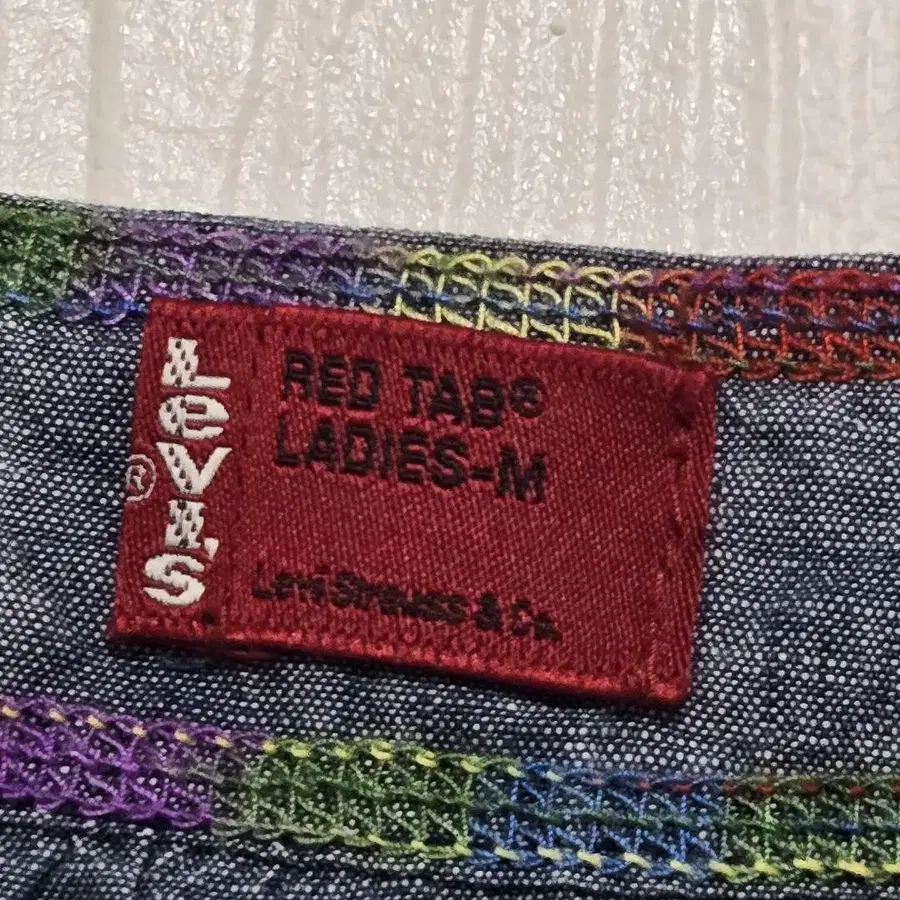 LEVI'S
®
RED TAB®
LADIES-M
Levi Strauss & Co.